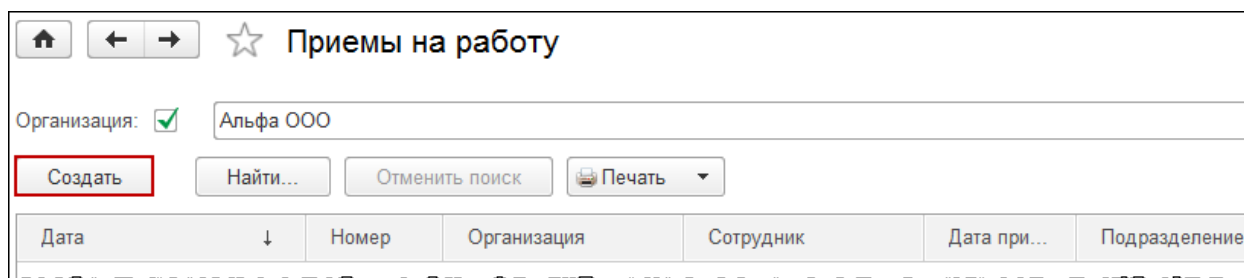 Приемы на работу
Организация: Альфа ООО
Создать Найти... Отменить поиск Печать
Дата ↓ Номер Организация Сотрудник Дата при... Подразделение